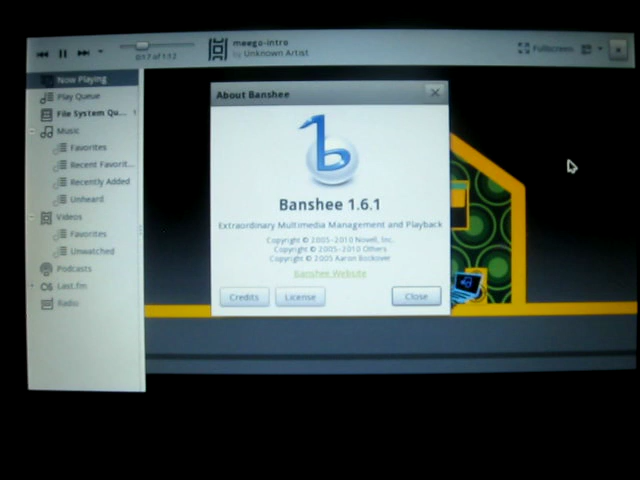 meego-intro
by Unknown Artist
0:17 of 1:12
Fullscreen
Now Playing
Play Queue
File System Qu... 1
Music
Favorites
Recent Favorit...
Recently Added
Unheard
Videos
Favorites
Unwatched
Podcasts
Last.fm
Radio
About Banshee
Banshee 1.6.1
Extraordinary Multimedia Management and Playback
Copyright © 2005–2010 Novell, Inc.
Copyright © 2005–2010 Others
Copyright © 2005 Aaron Bockover
Banshee Website
Credits
License
Close